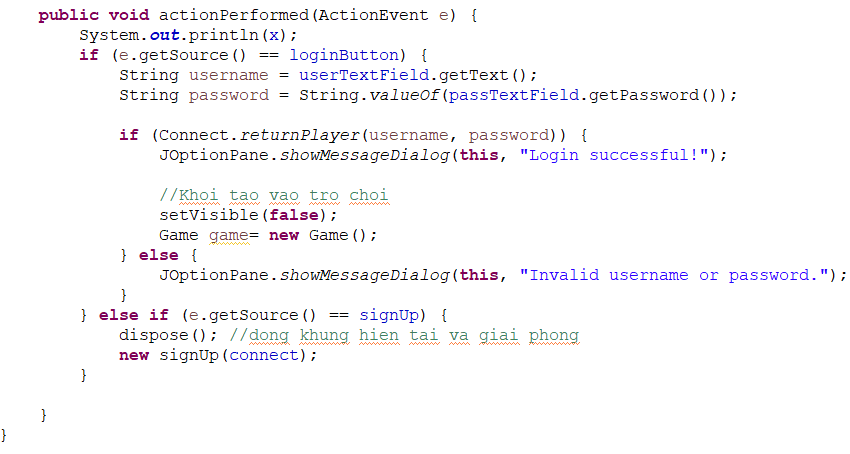 public void actionPerformed(ActionEvent e) {
System.out.println(x);
if (e.getSource() == loginButton) {
String username = userTextField.getText();
String password = String.valueOf(passTextField.getPassword());
if (Connect.returnPlayer(username, password)) {
JOptionPane.showMessageDialog(this, "Login successful!");
//Khoi tao vao tro choi
setVisible(false);
Game game= new Game();
} else {
JOptionPane.showMessageDialog(this, "Invalid username or password.");
}
} else if (e.getSource() == signUp) {
dispose(); //dong khung hien tai va giai phong
new signUp(connect);
}
}
}